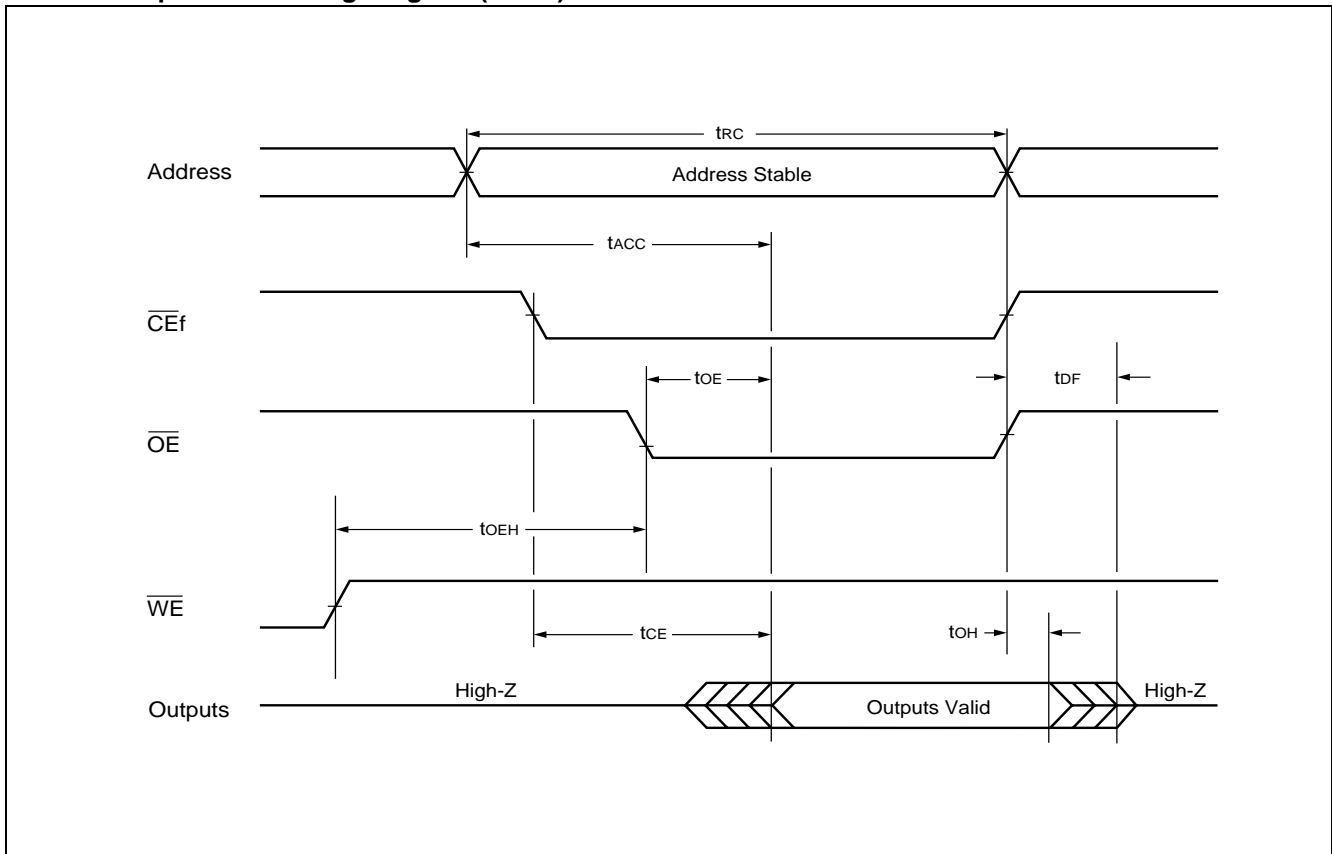 tRC
Address
Address Stable
tACC
CEf
tOE
tDF
OE
tOEH
WE
tCE
tOH
High-Z
High-Z
Outputs
Outputs Valid